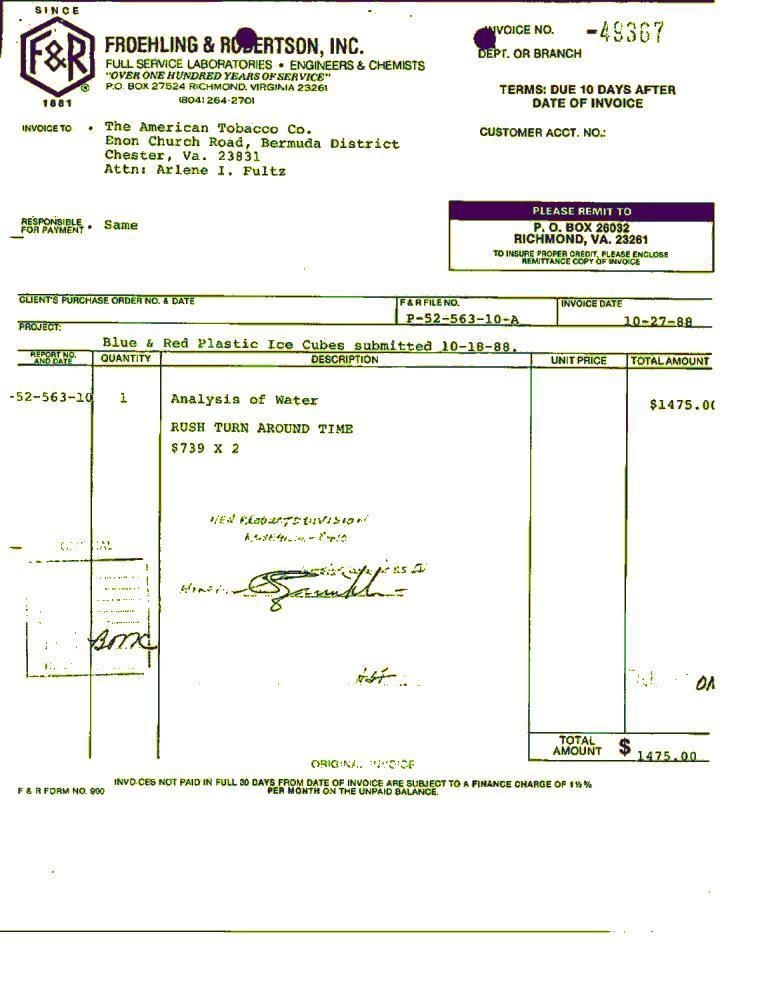 SINCE
F&R
1881
FROEHLING & ROBERTSON, INC.
FULL SERVICE LABORATORIES • ENGINEERS & CHEMISTS
"OVER ONE HUNDRED YEARS OF SERVICE"
P.O. BOX 27524 RICHMOND, VIRGINIA 23261
(804) 264-2701
INVOICE NO. -49367
DEPT. OR BRANCH
TERMS: DUE 10 DAYS AFTER
DATE OF INVOICE
CUSTOMER ACCT. NO.:
INVOICE TO • The American Tobacco Co.
Enon Church Road, Bermuda District
Chester, Va. 23831
Attn: Arlene I. Fultz
RESPONSIBLE
FOR PAYMENT • Same
PLEASE REMIT TO
P. O. BOX 26032
RICHMOND, VA. 23261
TO INSURE PROPER CREDIT, PLEASE ENCLOSE
REMITTANCE COPY OF INVOICE
CLIENT'S PURCHASE ORDER NO. & DATE
F & R FILE NO.
P-52-563-10-A
INVOICE DATE
10-27-88
PROJECT:
Blue & Red Plastic Ice Cubes submitted 10-18-88.
REPORT NO.
AND DATE
QUANTITY
DESCRIPTION
UNIT PRICE
TOTAL AMOUNT
-52-563-10 1 Analysis of Water $1475.00
RUSH TURN AROUND TIME
$739 X 2
NEW PRODUCTS DIVISION
TOTAL
AMOUNT $ 1475.00
ORIGINAL INVOICE
INVOICES NOT PAID IN FULL 30 DAYS FROM DATE OF INVOICE ARE SUBJECT TO A FINANCE CHARGE OF 1½%
PER MONTH ON THE UNPAID BALANCE.
F & R FORM NO. 900